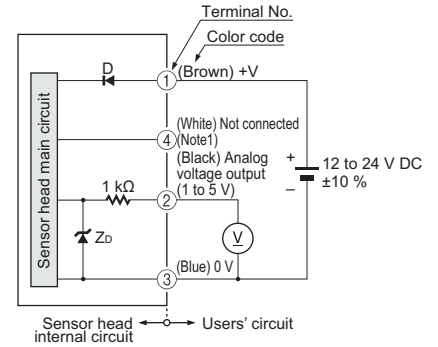 Terminal No.
Color code
D
1
(Brown) +V
Sensor head main circuit
4
(White) Not connected
(Note1)
(Black) Analog
voltage output
(1 to 5 V)
1 kΩ
2
+
12 to 24 V DC
±10 %
–
ZD
V
3
(Blue) 0 V
Sensor head
internal circuit
Users' circuit